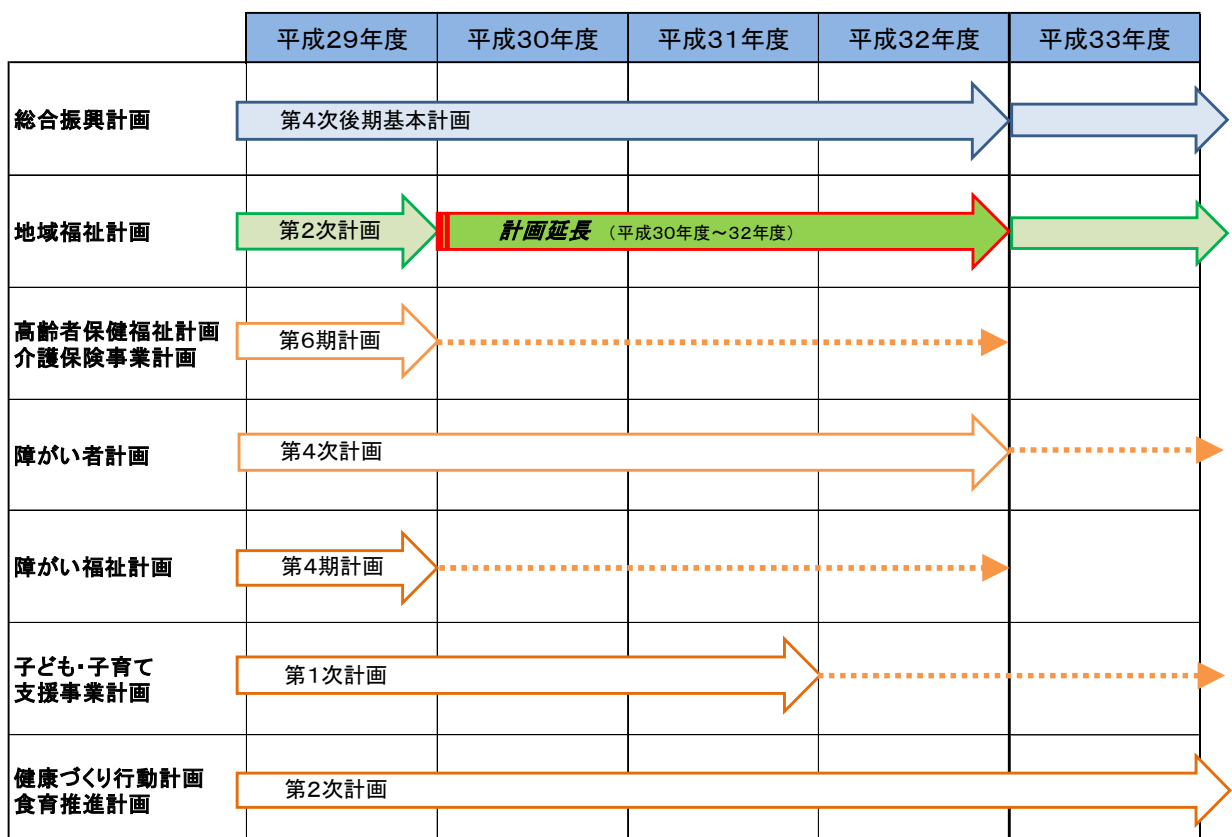 平成29年度
平成30年度
平成31年度
平成32年度
平成33年度
総合振興計画
第4次後期基本計画
地域福祉計画
第2次計画
計画延長 （平成30年度～32年度）
高齢者保健福祉計画
介護保険事業計画
第6期計画
障がい者計画
第4次計画
障がい福祉計画
第4期計画
子ども・子育て
支援事業計画
第1次計画
健康づくり行動計画
食育推進計画
第2次計画